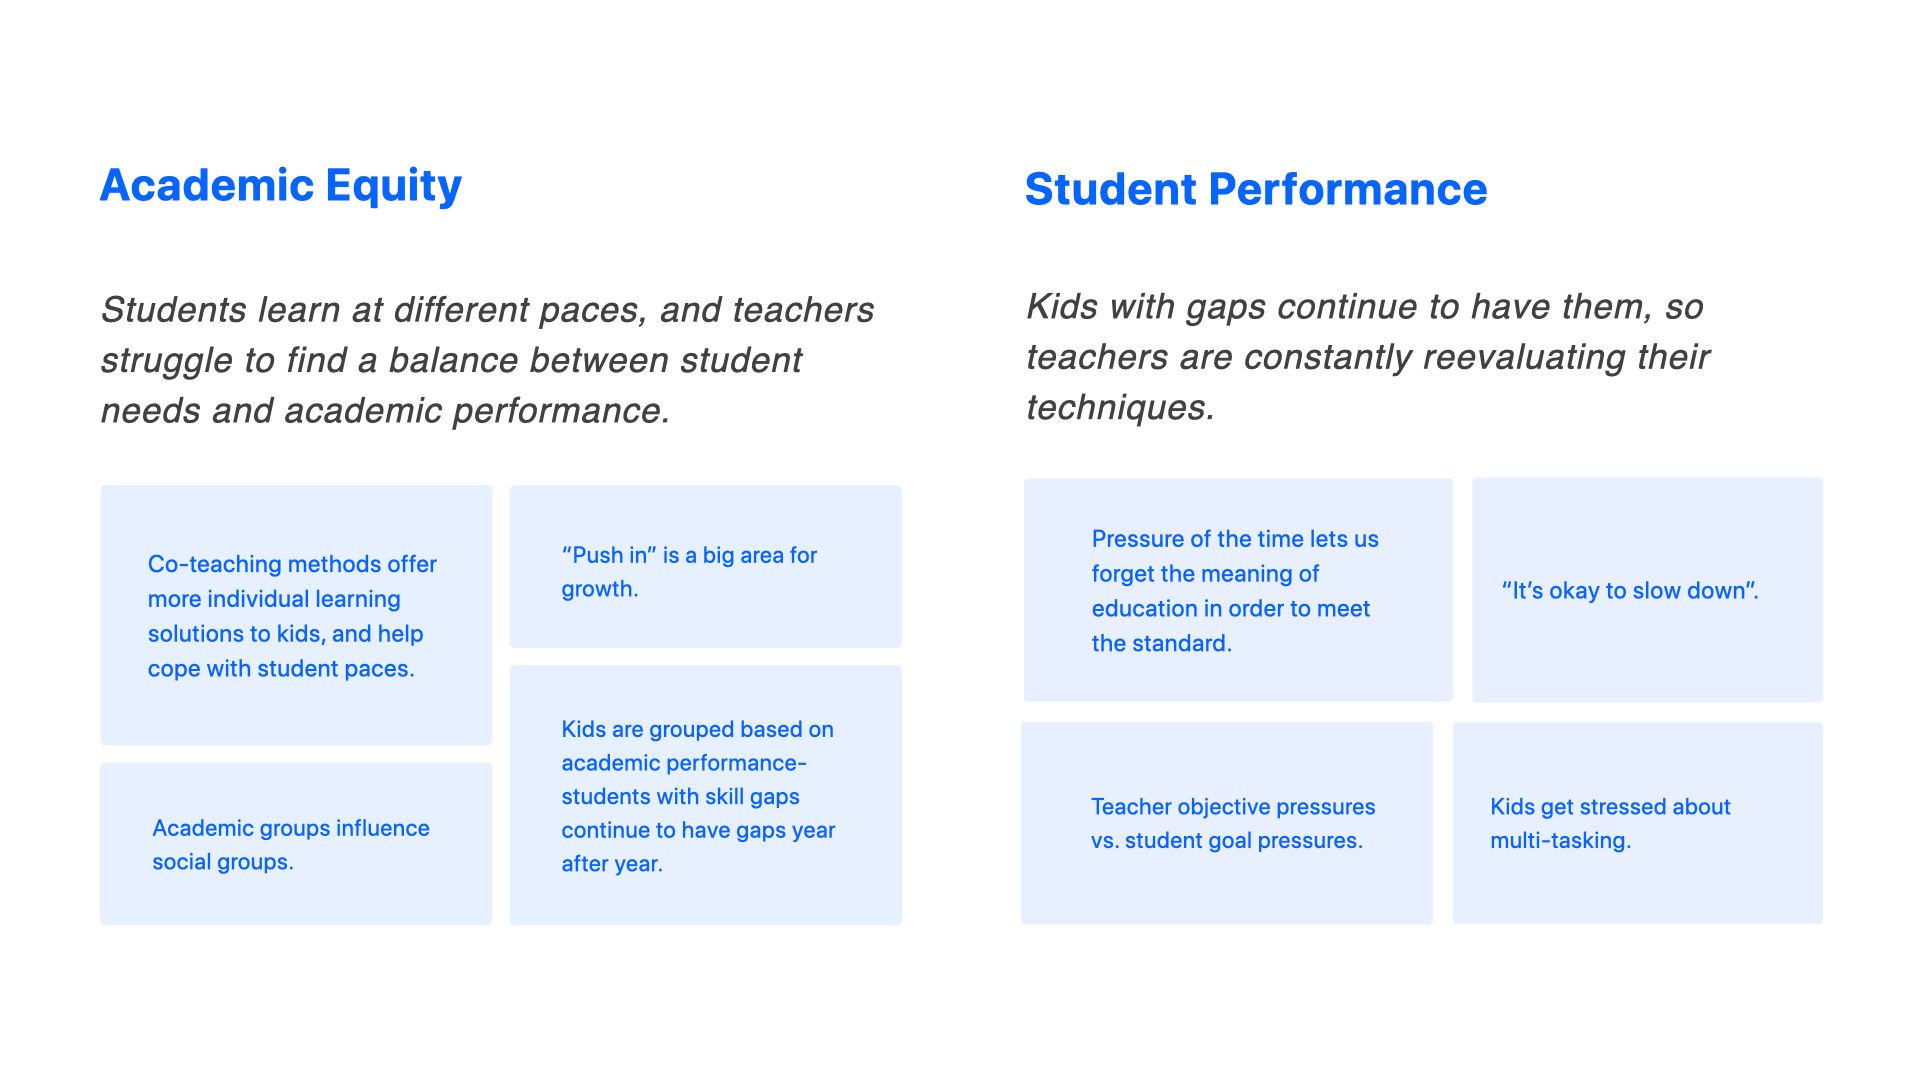 Academic Equity
Students learn at different paces, and teachers
struggle to find a balance between student
needs and academic performance.
Co-teaching methods offer
more individual learning
solutions to kids, and help
cope with student paces.
“Push in” is a big area for
growth.
Academic groups influence
social groups.
Kids are grouped based on
academic performance-
students with skill gaps
continue to have gaps year
after year.
Student Performance
Kids with gaps continue to have them, so
teachers are constantly reevaluating their
techniques.
Pressure of the time lets us
forget the meaning of
education in order to meet
the standard.
“It’s okay to slow down”.
Teacher objective pressures
vs. student goal pressures.
Kids get stressed about
multi-tasking.